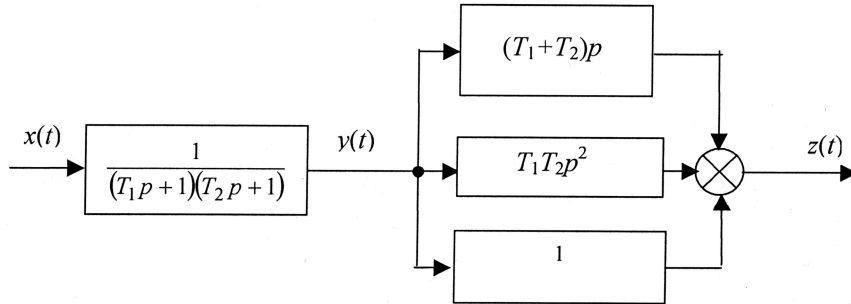 (T₁+T₂)p
x(t)
1
(T₁p+1)(T₂p+1)
y(t)
T₁T₂p²
z(t)
1